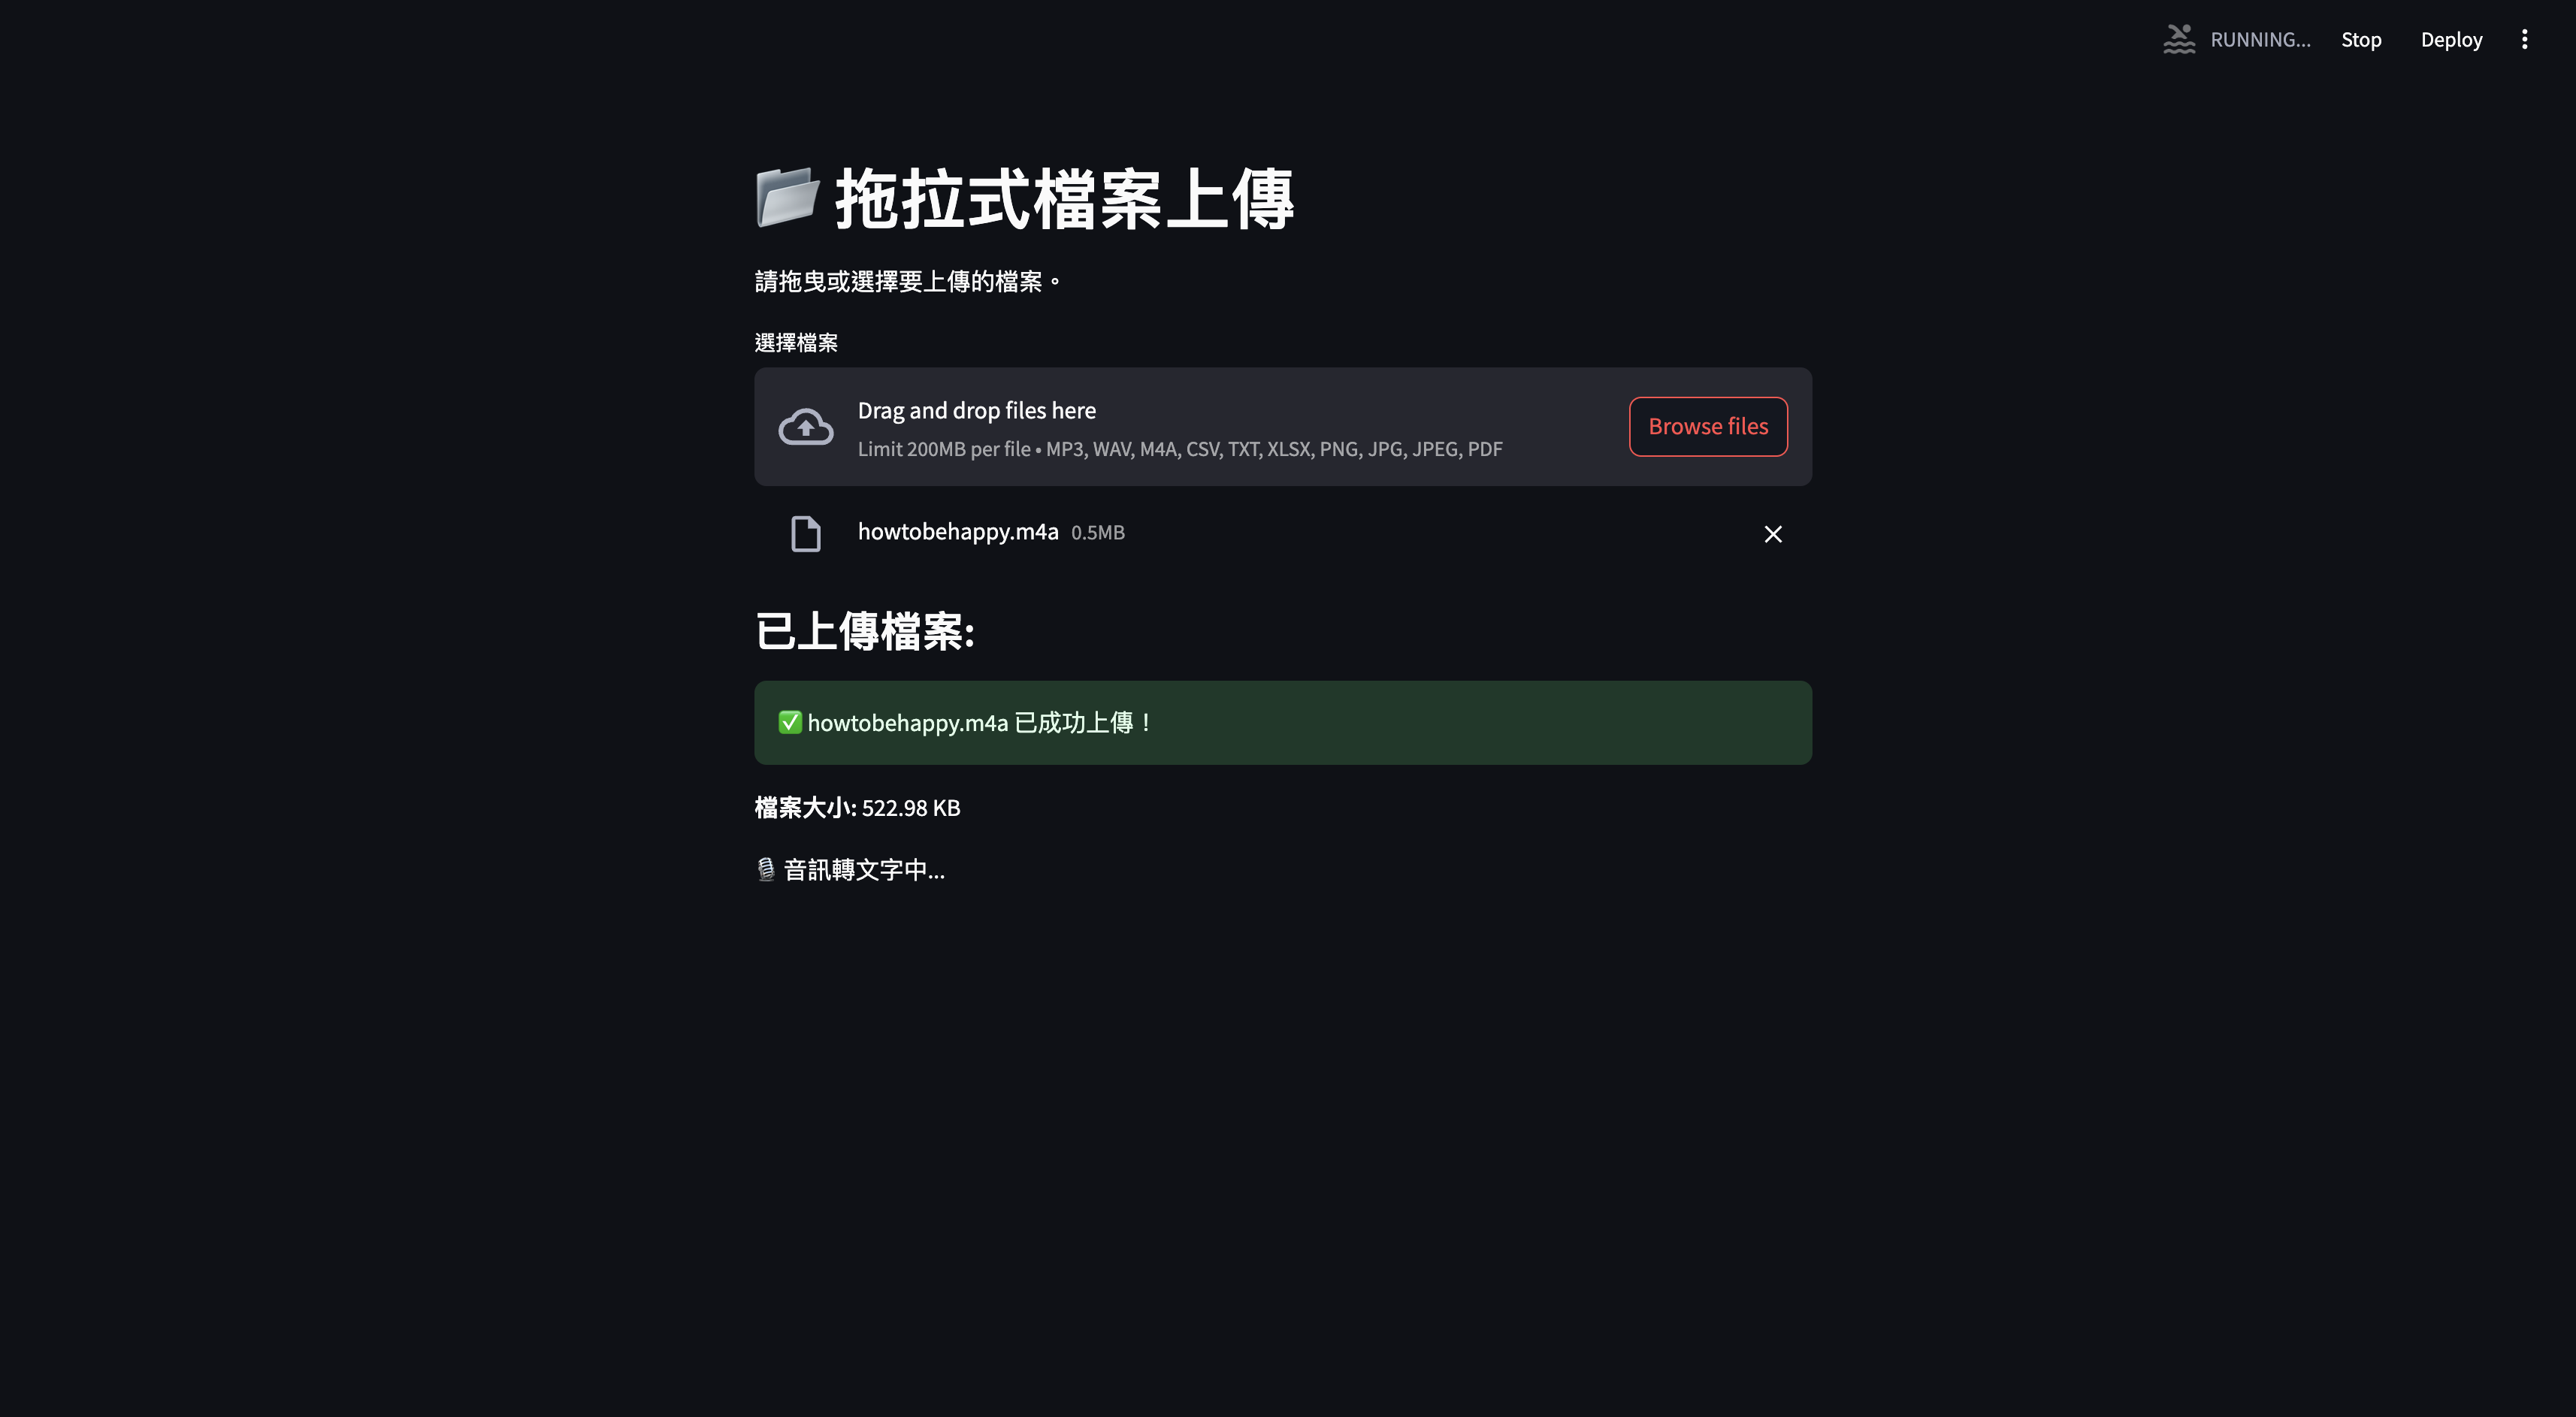 RUNNING...
Stop
Deploy
拖拉式檔案上傳
請拖曳或選擇要上傳的檔案。
選擇檔案
Drag and drop files here
Limit 200MB per file • MP3, WAV, M4A, CSV, TXT, XLSX, PNG, JPG, JPEG, PDF
Browse files
howtobehappy.m4a 0.5MB
已上傳檔案:
✅ howtobehappy.m4a 已成功上傳！
檔案大小: 522.98 KB
🎙️ 音訊轉文字中...